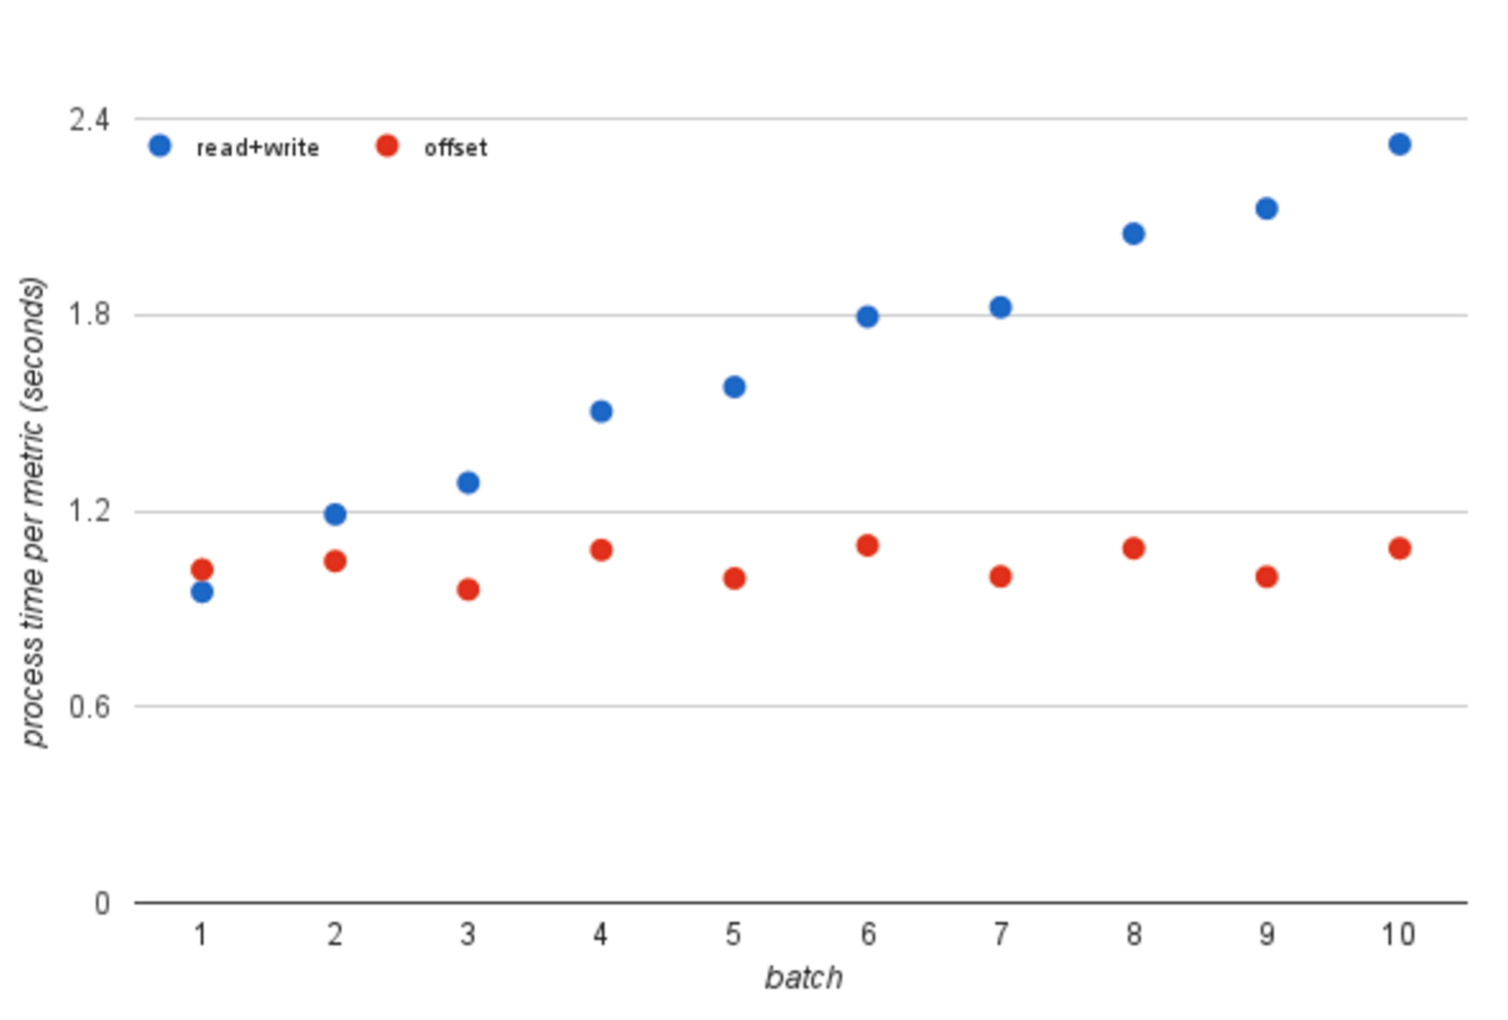 2.4
read+write offset
1.8
1.2
0.6
0
process time per metric (seconds)
1 2 3 4 5 6 7 8 9 10
batch